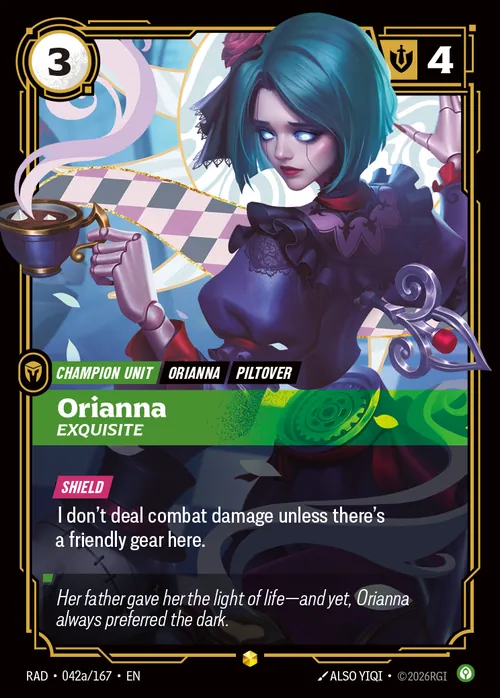 3
4
CHAMPION UNIT ORIANNA PILTOVER
Orianna
EXQUISITE
SHIELD
I don't deal combat damage unless there's
a friendly gear here.
Her father gave her the light of life—and yet, Orianna
always preferred the dark.
RAD • 042a/167 • EN
ALSO YIQI • ©2026RGI